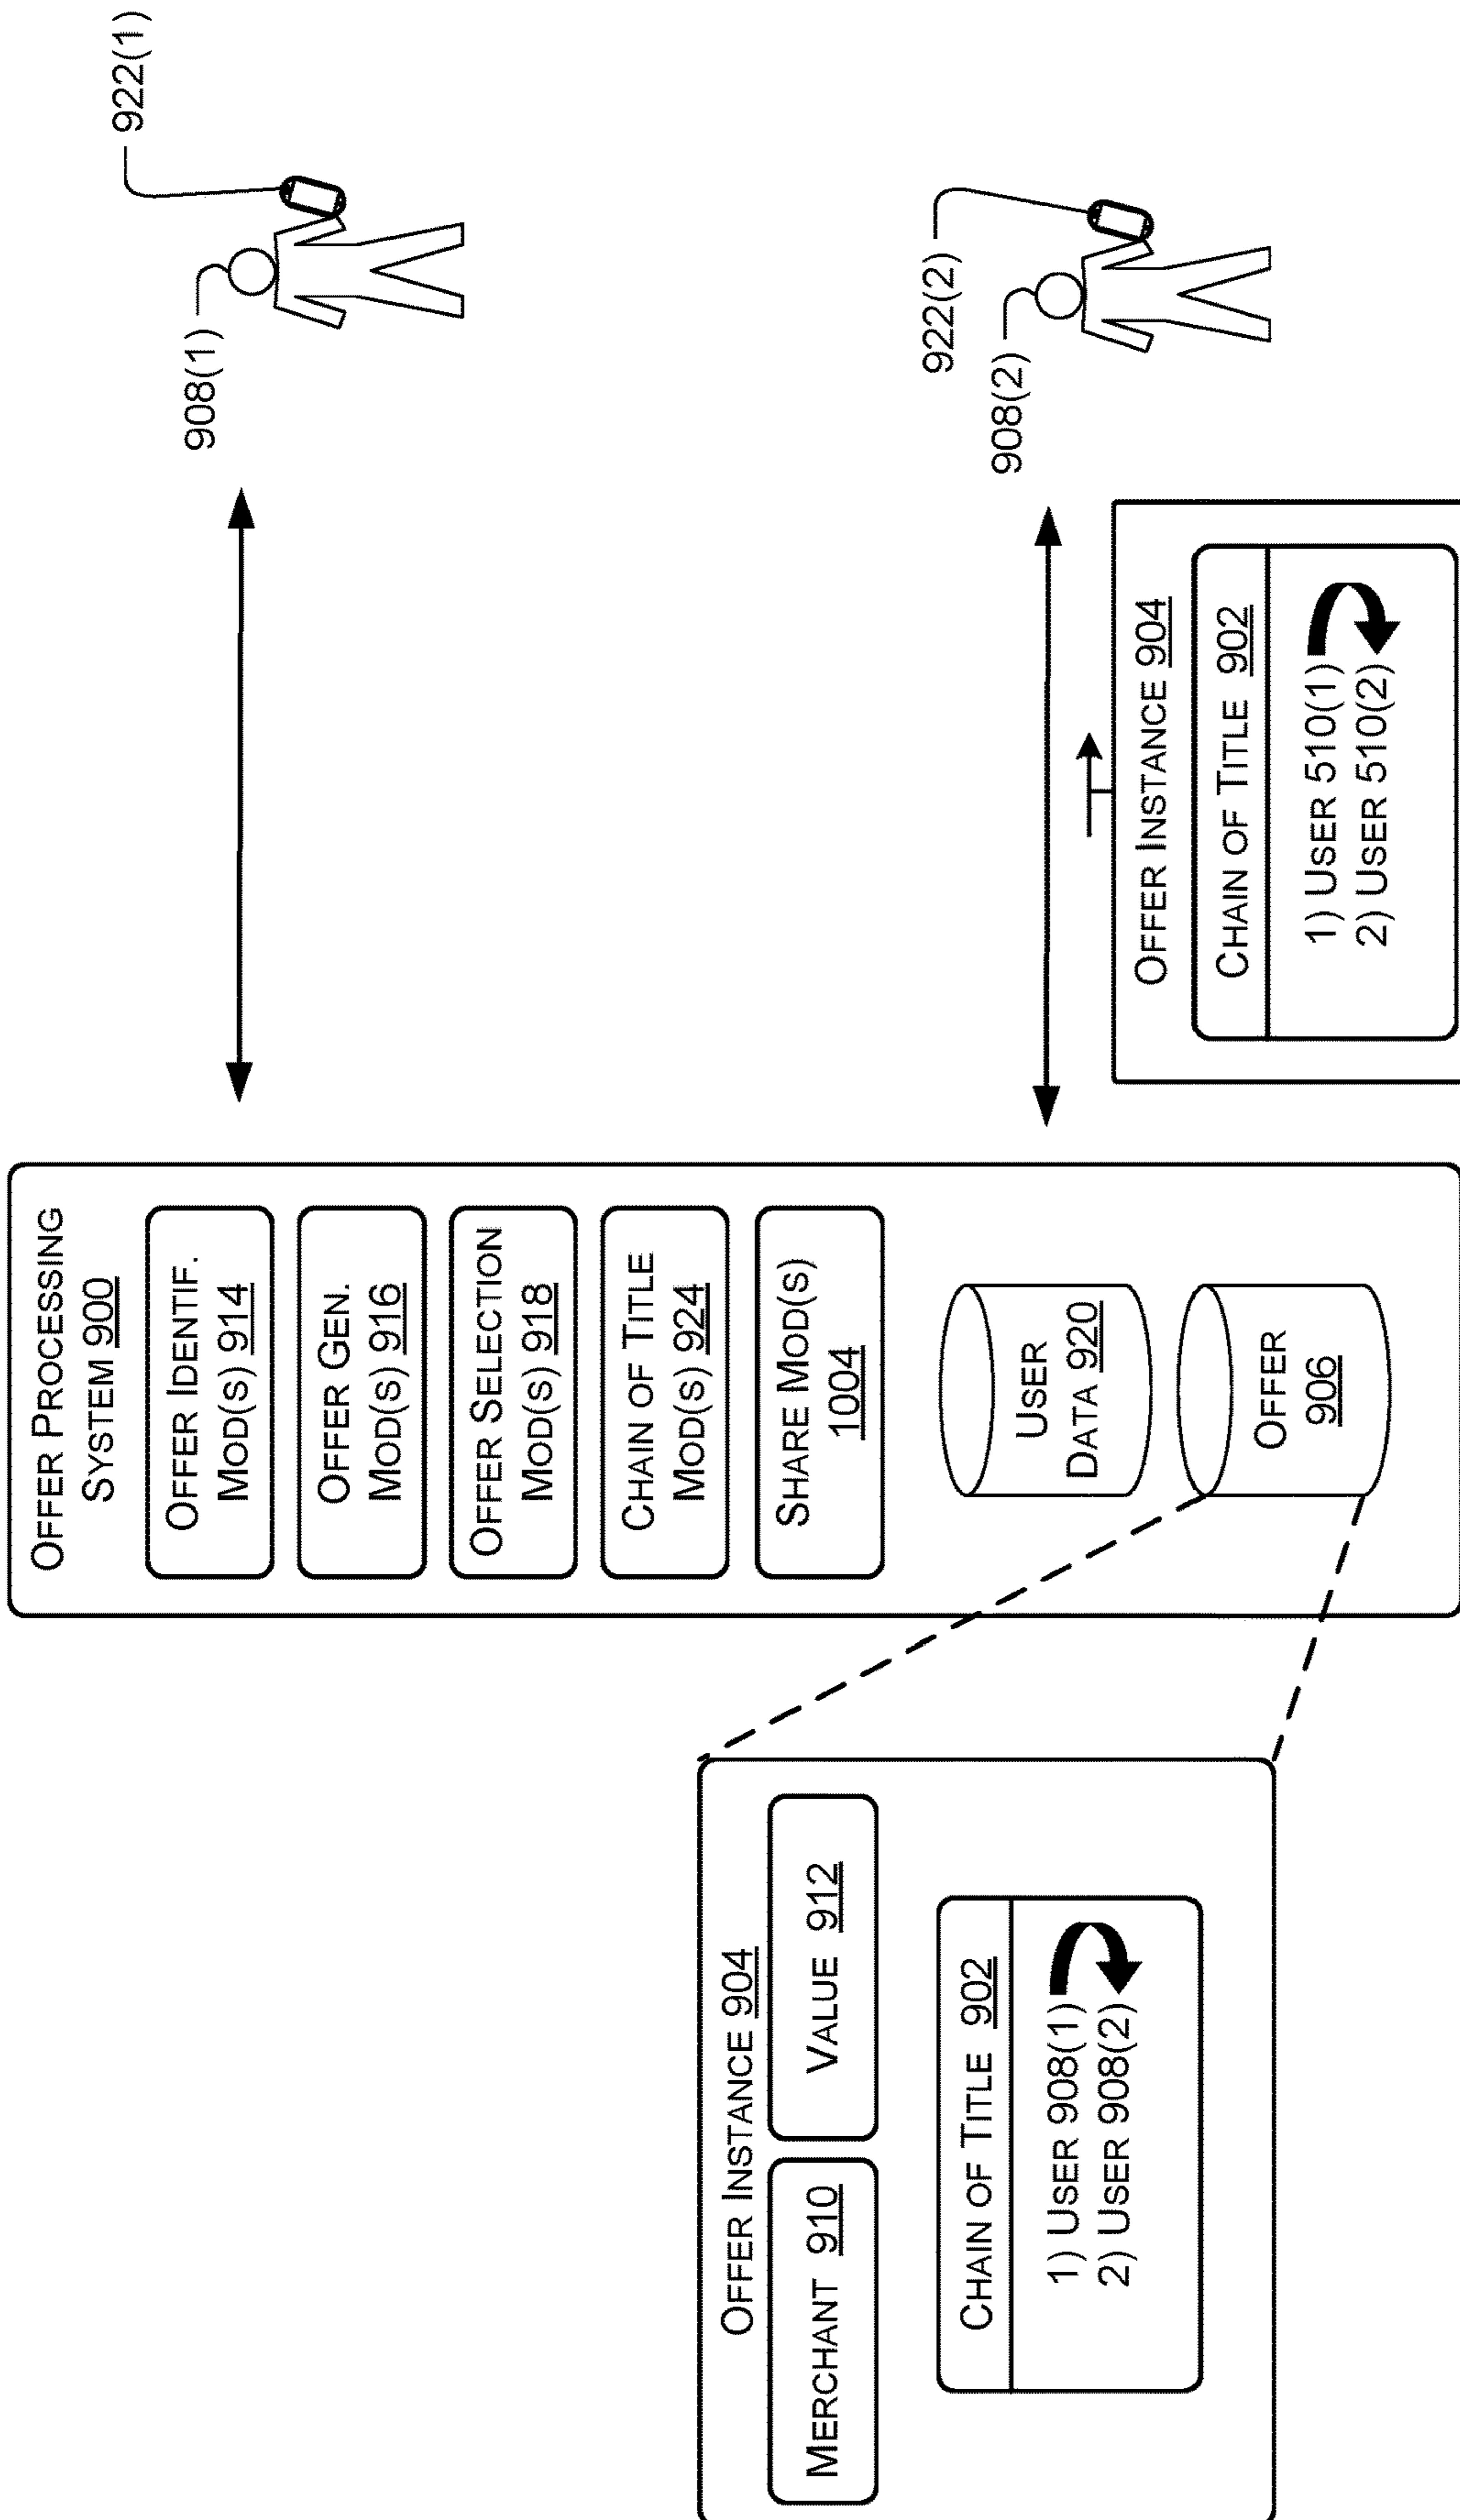 OFFER INSTANCE 904
MERCHANT 910
VALUE 912
CHAIN OF TITLE 902
1) USER 908(1)
2) USER 908(2)
OFFER PROCESSING
SYSTEM 900
OFFER IDENTIF.
MOD(S) 914
OFFER GEN.
MOD(S) 916
OFFER SELECTION
MOD(S) 918
CHAIN OF TITLE
MOD(S) 924
SHARE MOD(S)
1004
USER
DATA 920
OFFER
906
908(1)
922(1)
922(2)
908(2)
OFFER INSTANCE 904
CHAIN OF TITLE 902
1) USER 510(1)
2) USER 510(2)